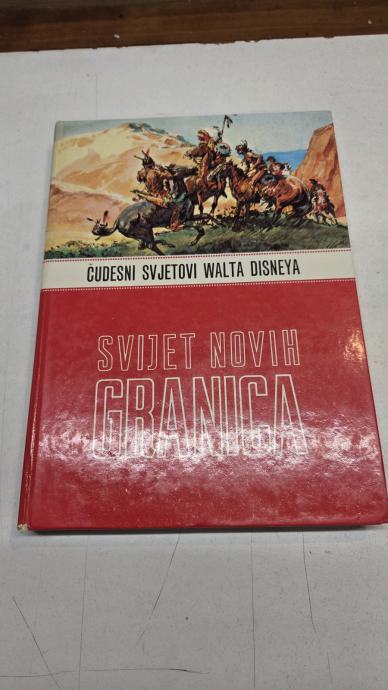 ČUDESNI SVJETOVI WALTA DISNEYA
SVIJET NOVIH
GRANICA